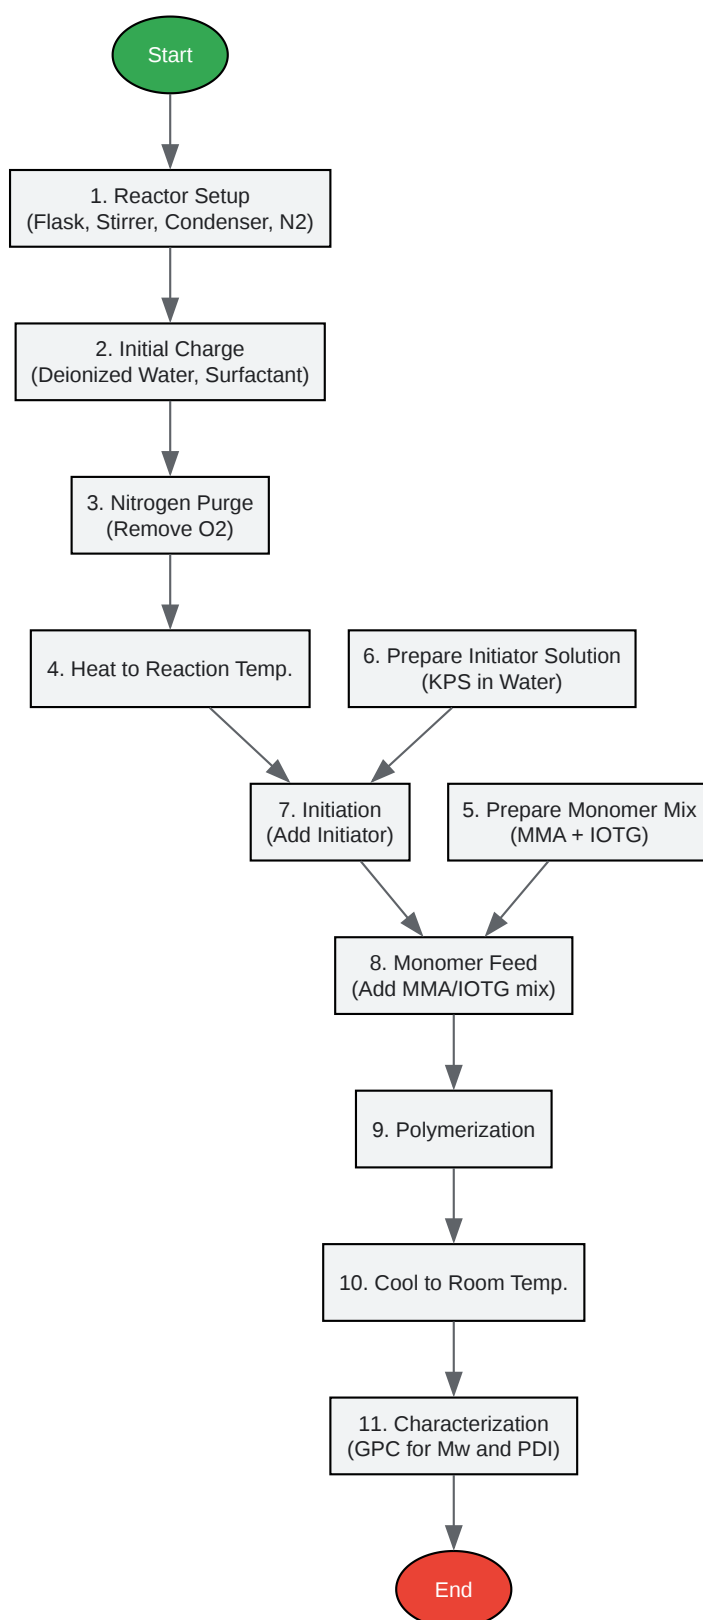 Start
1. Reactor Setup
(Flask, Stirrer, Condenser, N2)
2. Initial Charge
(Deionized Water, Surfactant)
3. Nitrogen Purge
(Remove O2)
4. Heat to Reaction Temp.
6. Prepare Initiator Solution
(KPS in Water)
7. Initiation
(Add Initiator)
5. Prepare Monomer Mix
(MMA + IOTG)
8. Monomer Feed
(Add MMA/IOTG mix)
9. Polymerization
10. Cool to Room Temp.
11. Characterization
(GPC for Mw and PDI)
End